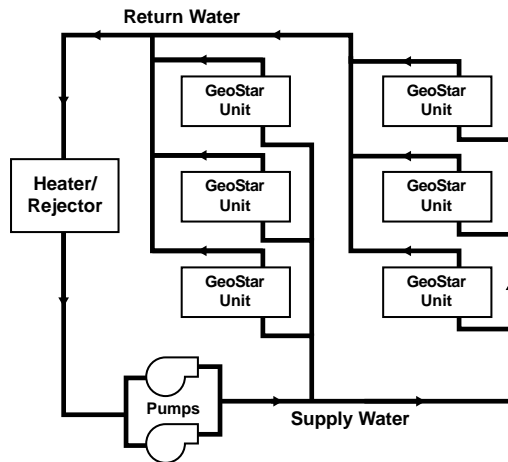 Return Water
GeoStar
Unit
GeoStar
Unit
Heater/
Rejector
GeoStar
Unit
GeoStar
Unit
GeoStar
Unit
GeoStar
Unit
Pumps
Supply Water